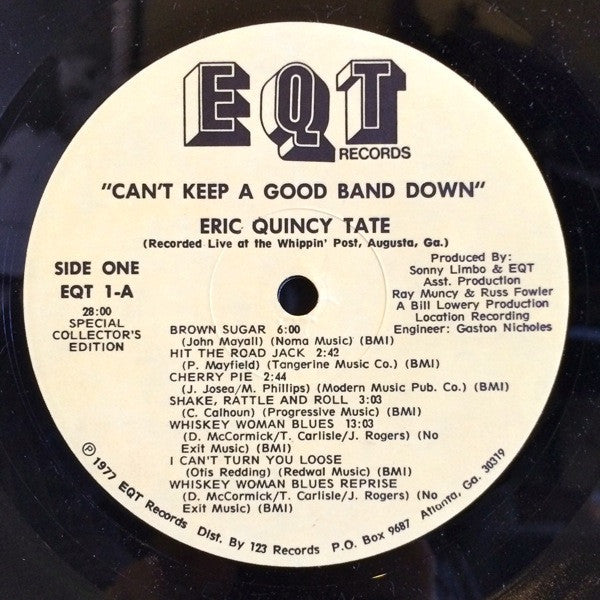 EQT
RECORDS
"CAN'T KEEP A GOOD BAND DOWN"
ERIC QUINCY TATE
(Recorded Live at the Whippin' Post, Augusta, Ga.)
SIDE ONE
EQT 1-A
28:00
SPECIAL
COLLECTOR'S
EDITION
Produced By:
Sonny Limbo & EQT
Asst. Production
Ray Muncy & Russ Fowler
A Bill Lowery Production
Location Recording
Engineer: Gaston Nicholes
BROWN SUGAR 6:00
(John Mayall) (Noma Music) (BMI)
HIT THE ROAD JACK 2:42
(P. Mayfield) (Tangerine Music Co.) (BMI)
CHERRY PIE 2:44
(J. Josea/M. Phillips) (Modern Music Pub. Co.) (BMI)
SHAKE, RATTLE AND ROLL 3:03
(C. Calhoun) (Progressive Music) (BMI)
WHISKEY WOMAN BLUES 13:03
(D. McCormick/T. Carlisle/J. Rogers) (No
Exit Music) (BMI)
I CAN'T TURN YOU LOOSE
(Otis Redding) (Redwal Music) (BMI)
WHISKEY WOMAN BLUES REPRISE
(D. McCormick/T. Carlisle/J. Rogers) (No
Exit Music) (BMI)
℗ 1977 EQT Records Dist. By 123 Records P.O. Box 9687 Atlanta, Ga. 30319